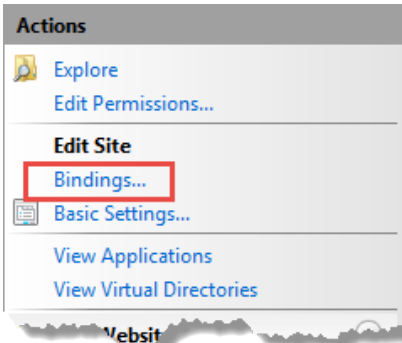 Actions
Explore
Edit Permissions...
Edit Site
Bindings...
Basic Settings...
View Applications
View Virtual Directories